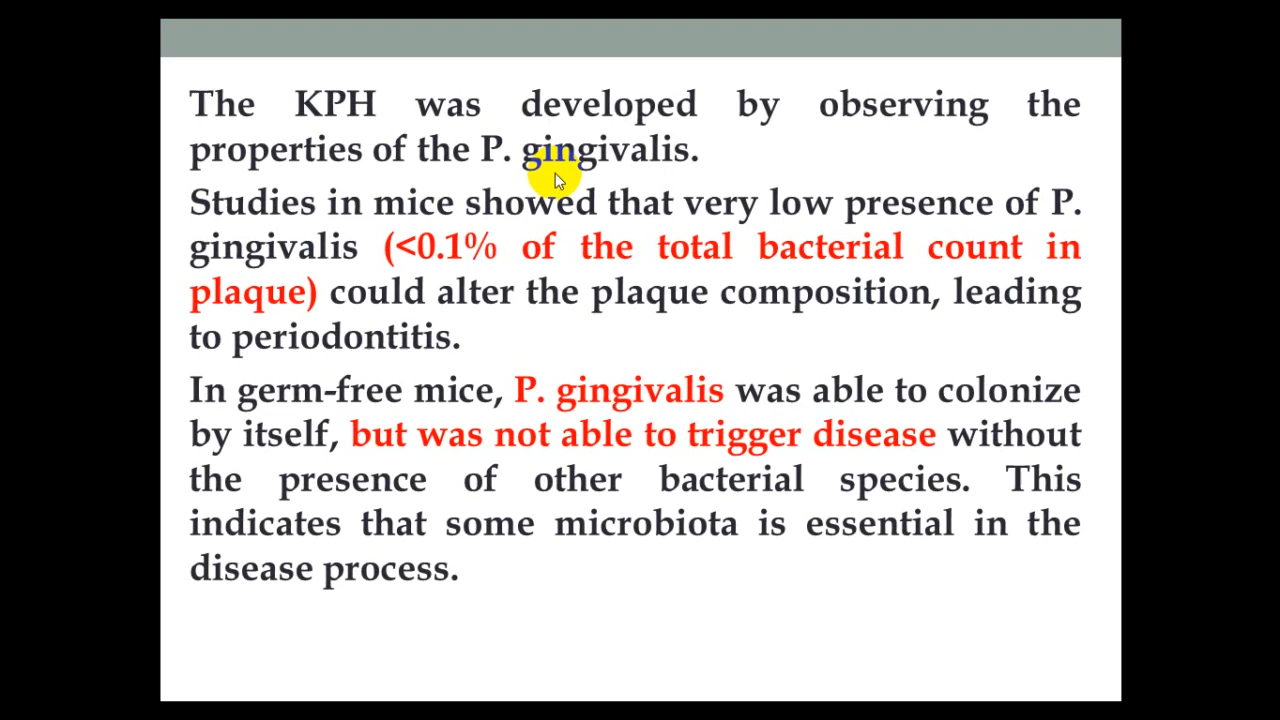 The KPH was developed by observing the
properties of the P. gingivalis.
Studies in mice showed that very low presence of P.
gingivalis (<0.1% of the total bacterial count in
plaque) could alter the plaque composition, leading
to periodontitis.
In germ-free mice, P. gingivalis was able to colonize
by itself, but was not able to trigger disease without
the presence of other bacterial species. This
indicates that some microbiota is essential in the
disease process.